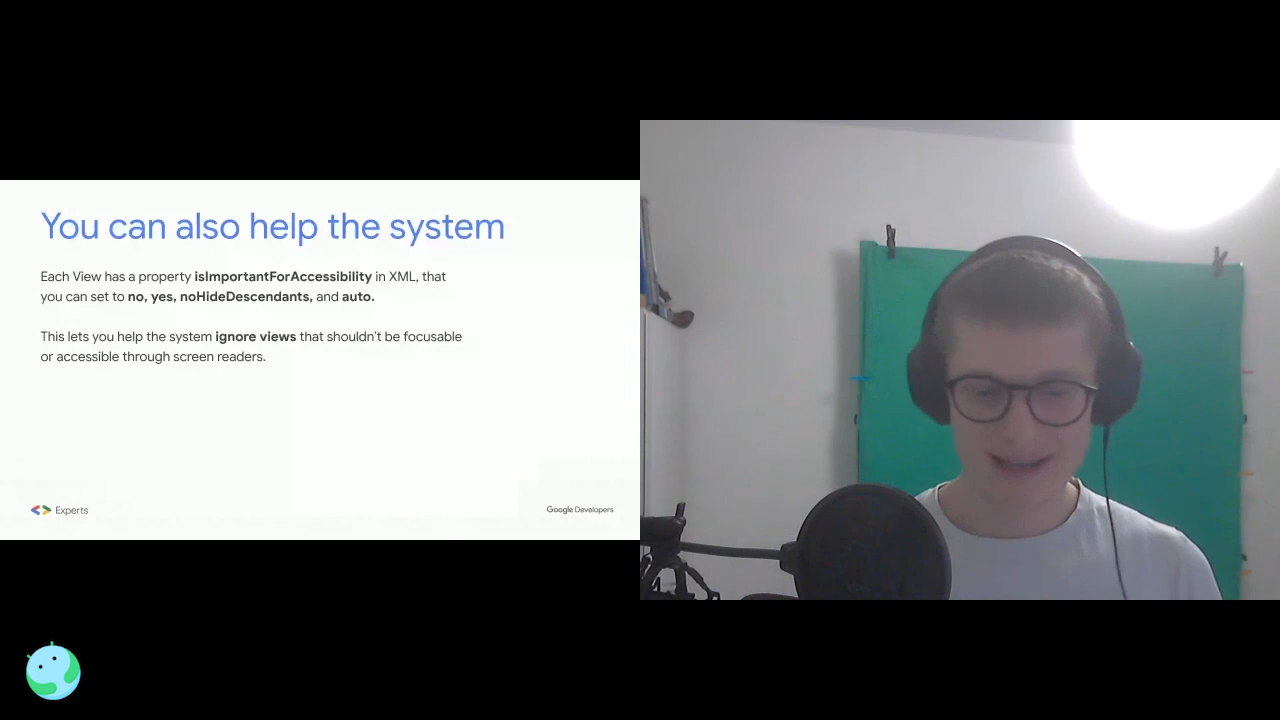 You can also help the system
Each View has a property isImportantForAccessibility in XML, that
you can set to no, yes, noHideDescendants, and auto.
This lets you help the system ignore views that shouldn't be focusable
or accessible through screen readers.
Experts
Google Developers